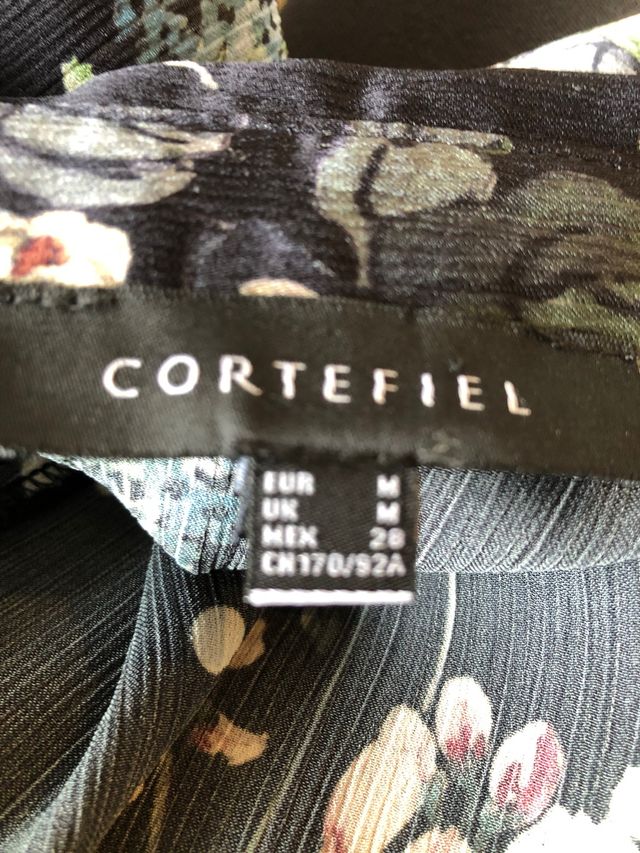 CORTEFIEL
EUR M
UK M
MEX 28
CN170/92A